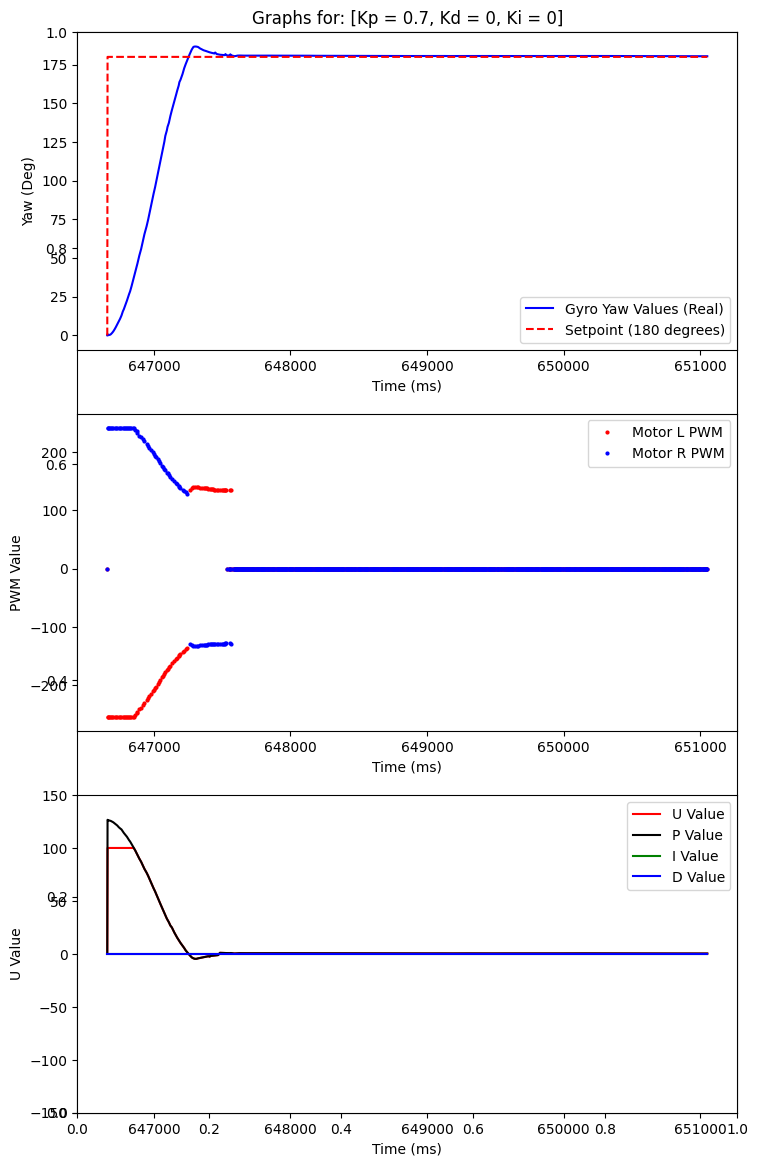 Graphs for: [Kp = 0.7, Kd = 0, Ki = 0]
1.0
175
150
125
100
75
0.8
50
25
0
Yaw (Deg)
Gyro Yaw Values (Real)
Setpoint (180 degrees)
647000 648000 649000 650000 651000
Time (ms)
200
0.6
100
0
−100
0.4
−200
PWM Value
Motor L PWM
Motor R PWM
647000 648000 649000 650000 651000
Time (ms)
150
100
0.2
50
0
−50
−100
−150
0.0
U Value
U Value
P Value
I Value
D Value
0.0 647000 0.2 648000 0.4 649000 0.6 650000 0.8 651000 1.0
Time (ms)